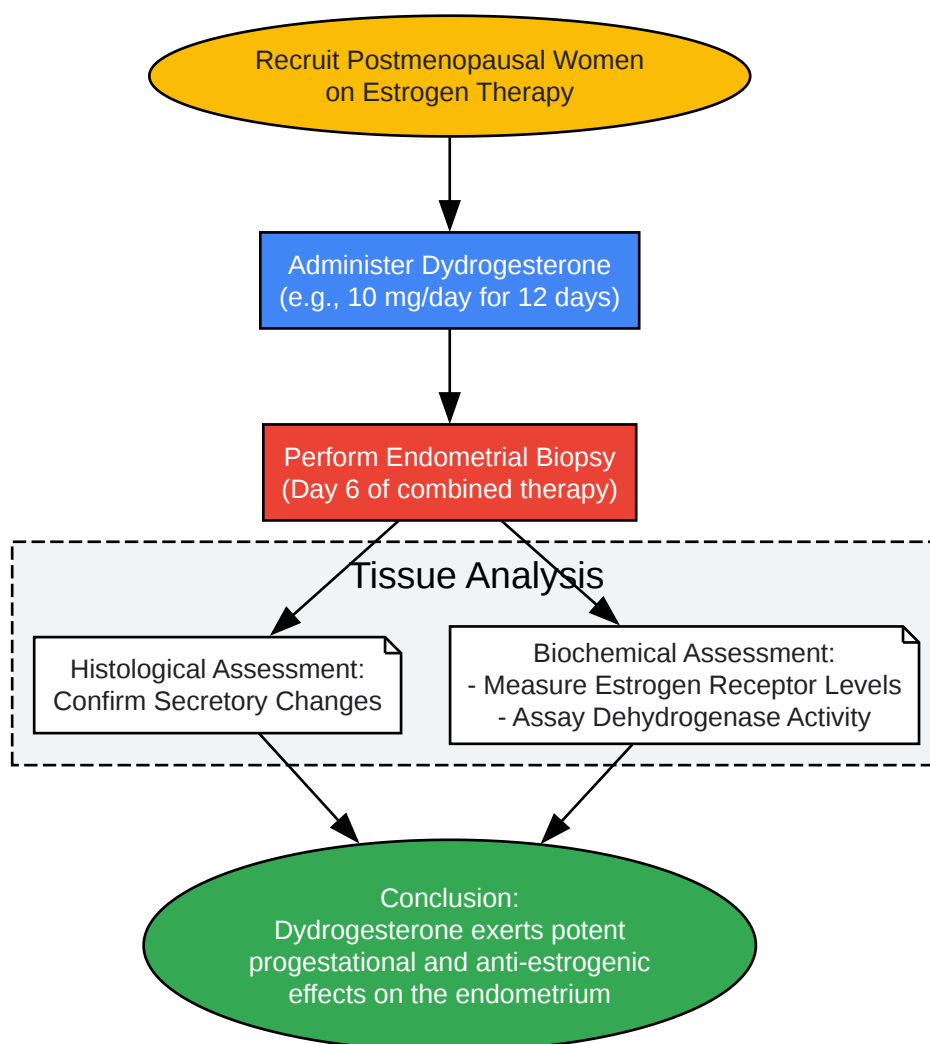 Recruit Postmenopausal Women
on Estrogen Therapy
Administer Dydrogesterone
(e.g., 10 mg/day for 12 days)
Perform Endometrial Biopsy
(Day 6 of combined therapy)
Tissue Analysis
Histological Assessment:
Confirm Secretory Changes
Biochemical Assessment:
- Measure Estrogen Receptor Levels
- Assay Dehydrogenase Activity
Conclusion:
Dydrogesterone exerts potent
progestational and anti-estrogenic
effects on the endometrium